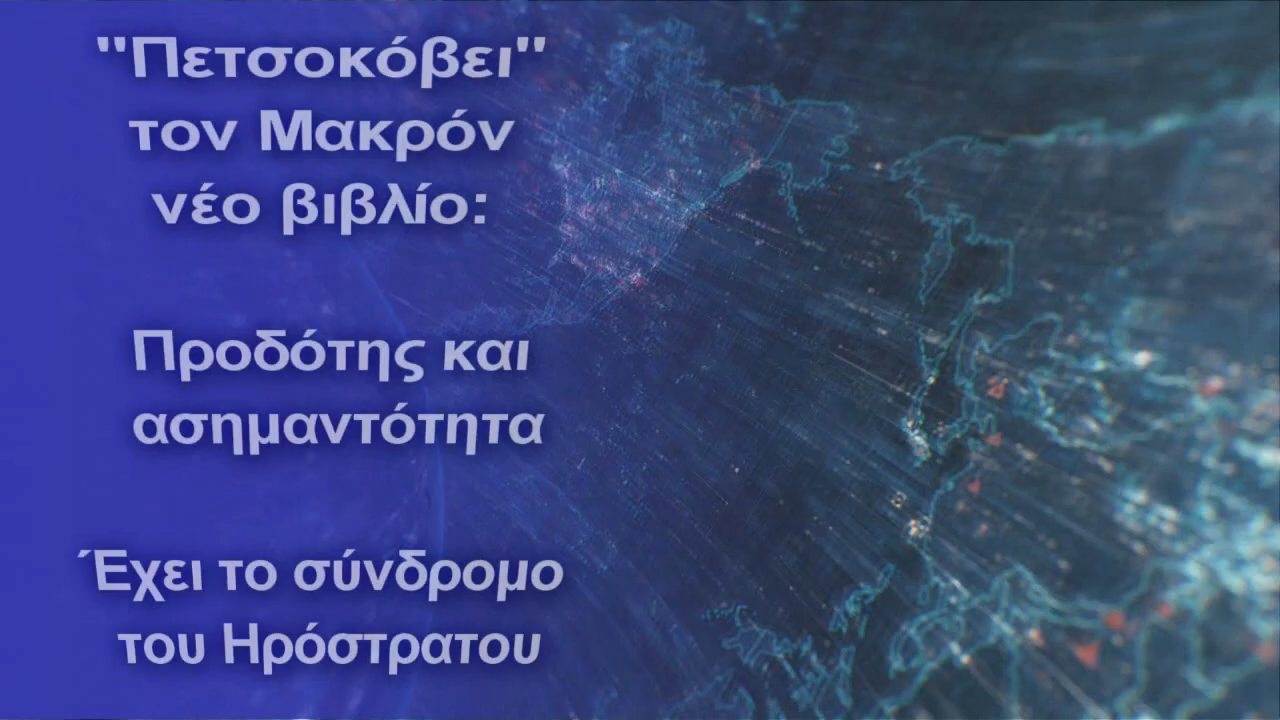 "Πετσοκόβει"
τον Μακρόν
νέο βιβλίο:
Προδότης και
ασημαντότητα
Έχει το σύνδρομο
του Ηρόστρατου